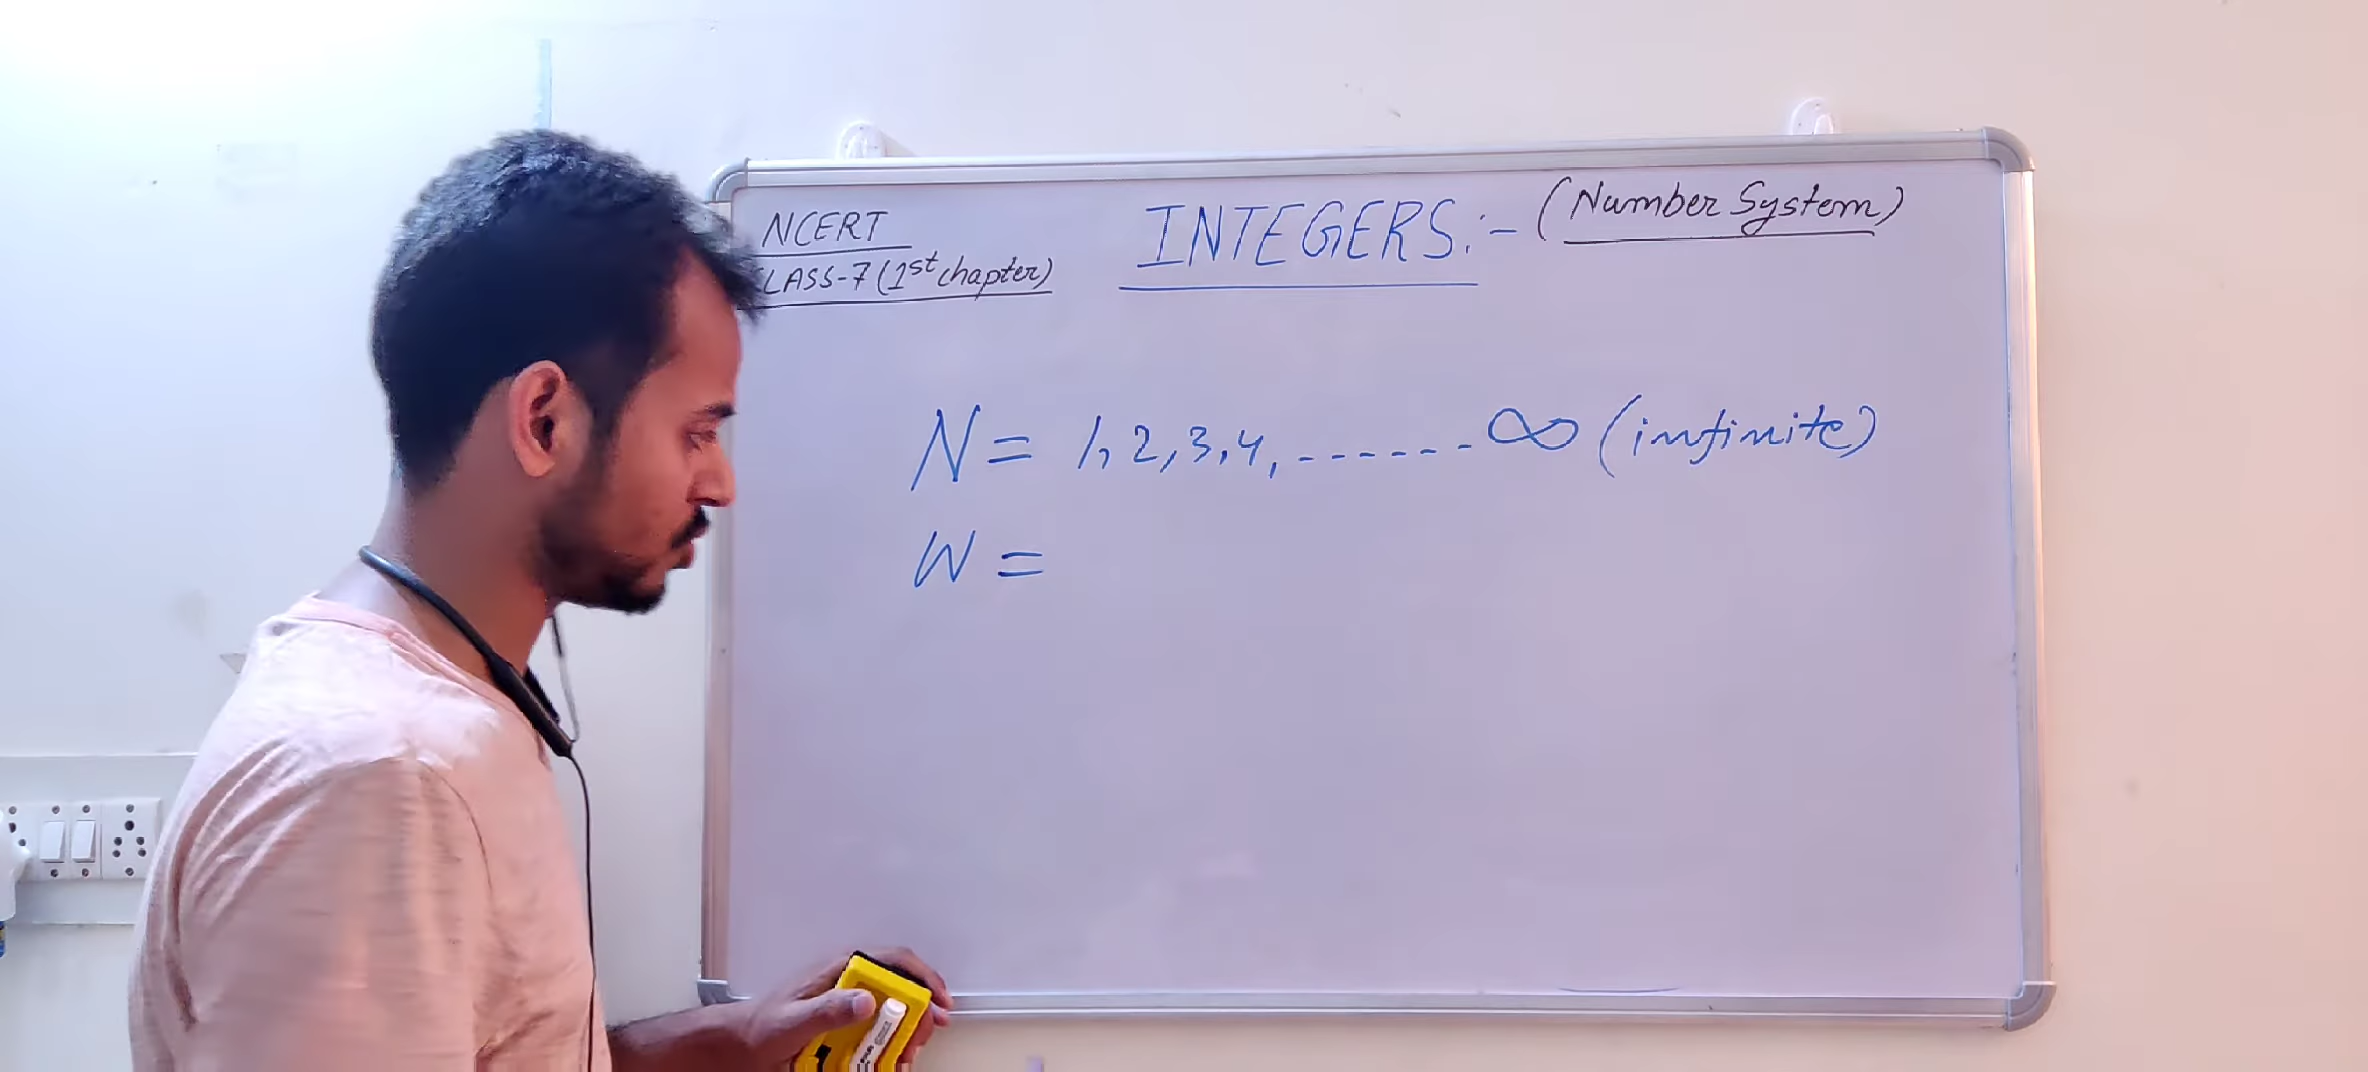 NCERT
LASS-7 (1st chapter)
INTEGERS:- (Number System)
N = 1, 2, 3, 4, ------- ∞ (infinite)
W =